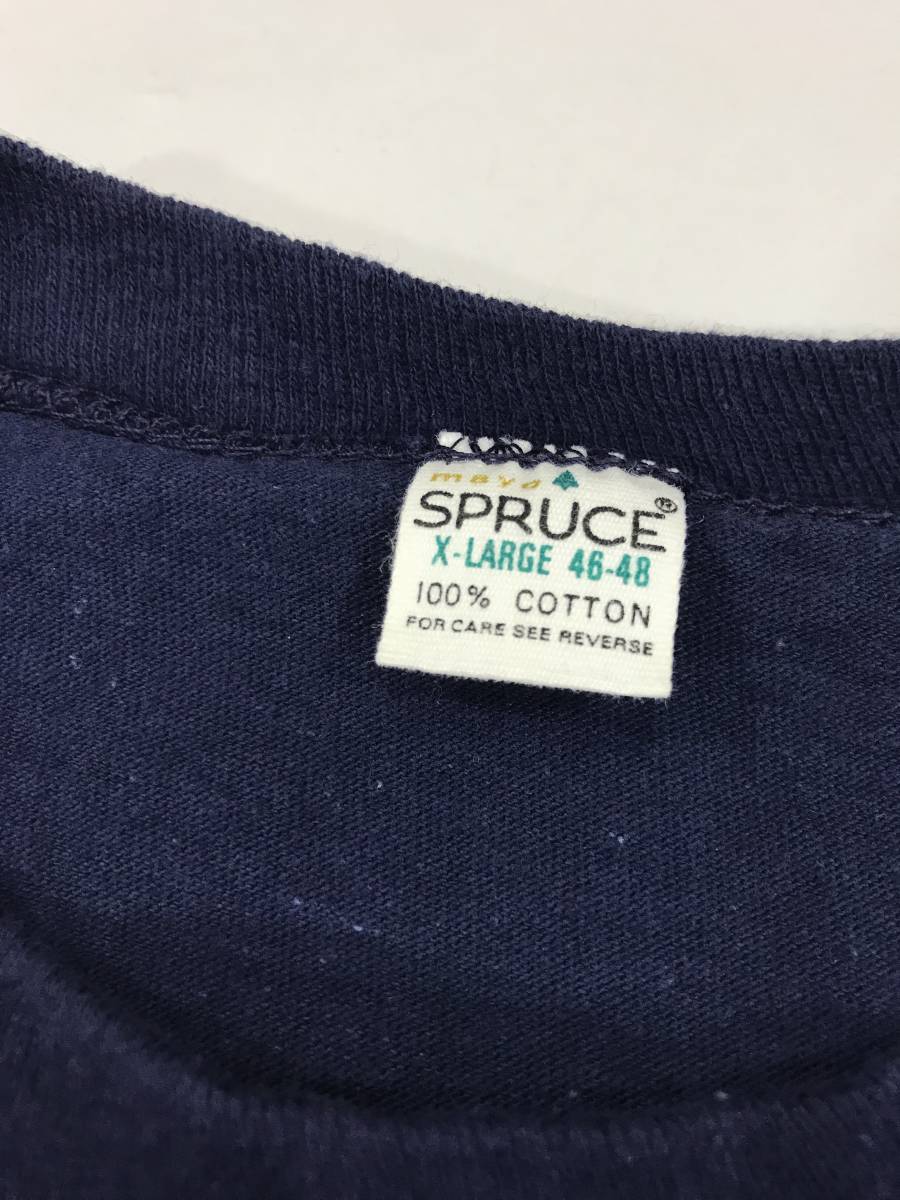 mayo
SPRUCE®
X-LARGE 46-48
100% COTTON
FOR CARE SEE REVERSE